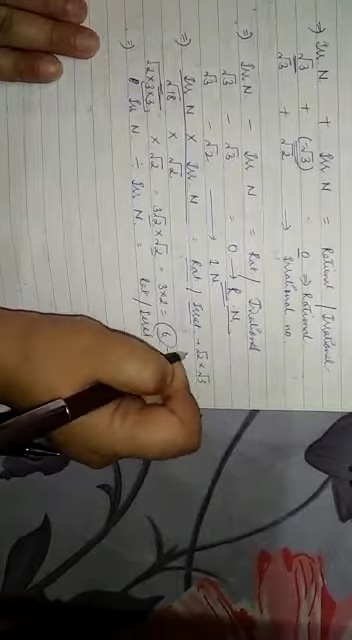 ⇒ Irr N + Irr N = Rational / Irrational
√3 + (-√3) = 0 ⇒ Rational
√3 + √2 → Irrational no.
⇒ Irr N - Irr N = Rat / Irrational
√3 - √3 = 0 → R. N.
√3 - √2 → I N
⇒ Irr N × Irr N = Rat / Irrat → √2 × √3
√18 × √2
√2×3×3 × √2 = 3√2 × √2 = 3×2 = 6
⇒ Irr N ÷ Irr N = Rat / Irrat